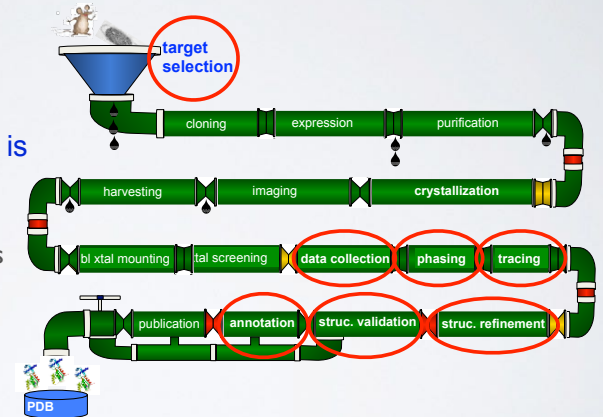 target
selection
cloning expression purification
is
harvesting imaging crystallization
s bl xtal mounting tal screening data collection phasing tracing
publication annotation struc. validation struc. refinement
PDB